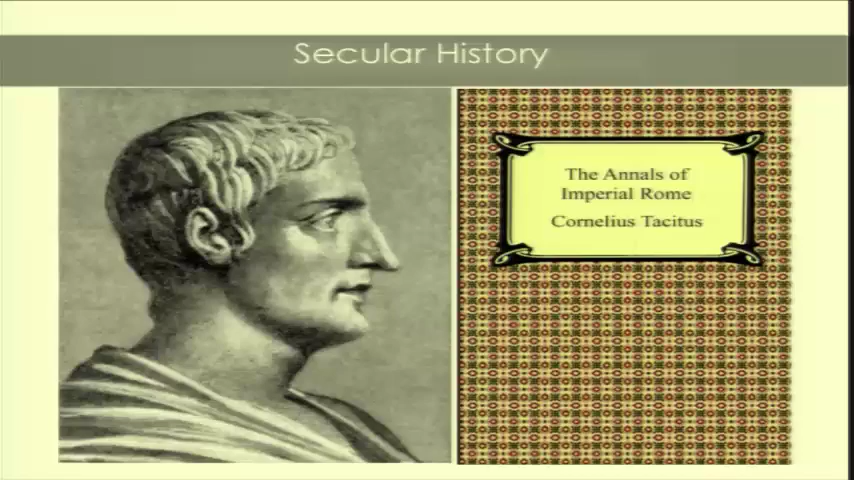 Secular History
The Annals of
Imperial Rome
Cornelius Tacitus